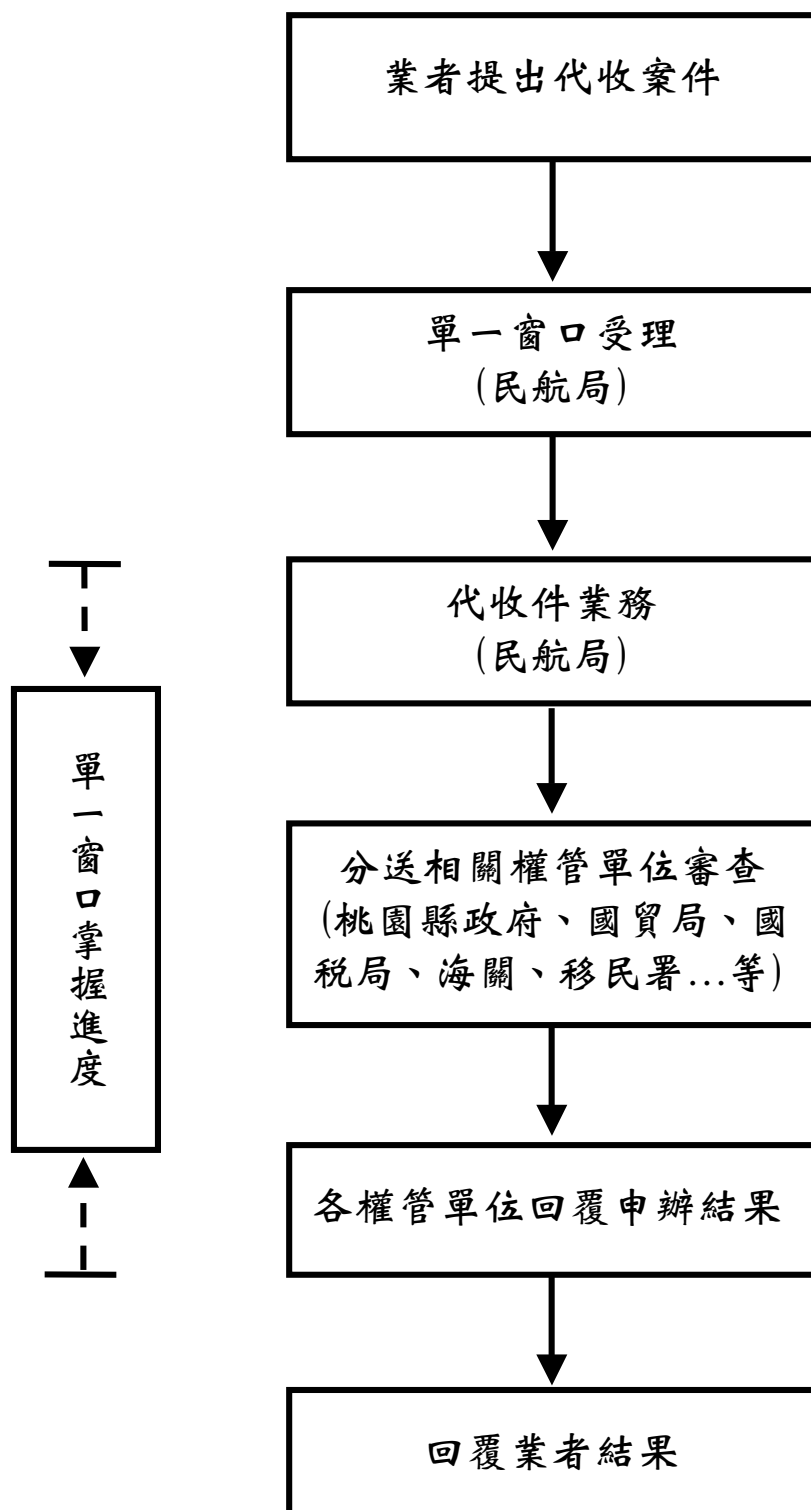 業者提出代收案件
單一窗口受理
(民航局)
代收件業務
(民航局)
單一窗口掌握進度
分送相關權管單位審查
(桃園縣政府、國貿局、國
稅局、海關、移民署...等)
各權管單位回覆申辦結果
回覆業者結果